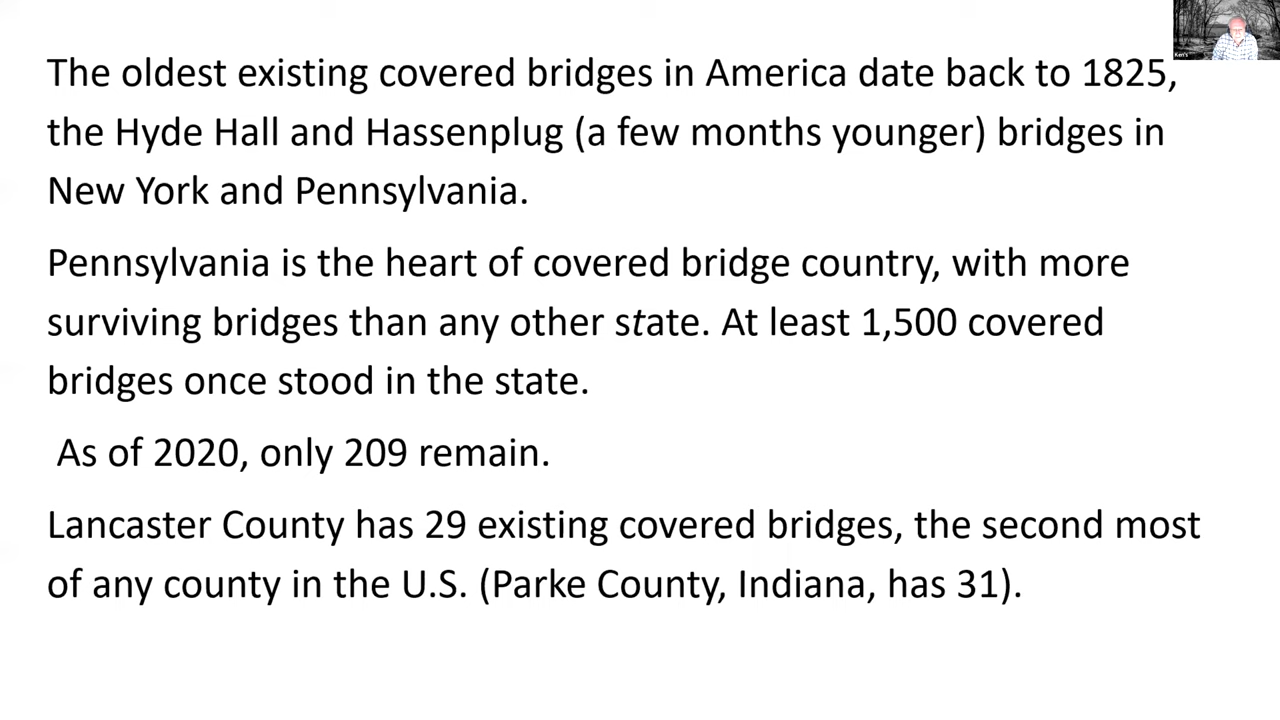 The oldest existing covered bridges in America date back to 1825,
the Hyde Hall and Hassenplug (a few months younger) bridges in
New York and Pennsylvania.
Pennsylvania is the heart of covered bridge country, with more
surviving bridges than any other state. At least 1,500 covered
bridges once stood in the state.
As of 2020, only 209 remain.
Lancaster County has 29 existing covered bridges, the second most
of any county in the U.S. (Parke County, Indiana, has 31).